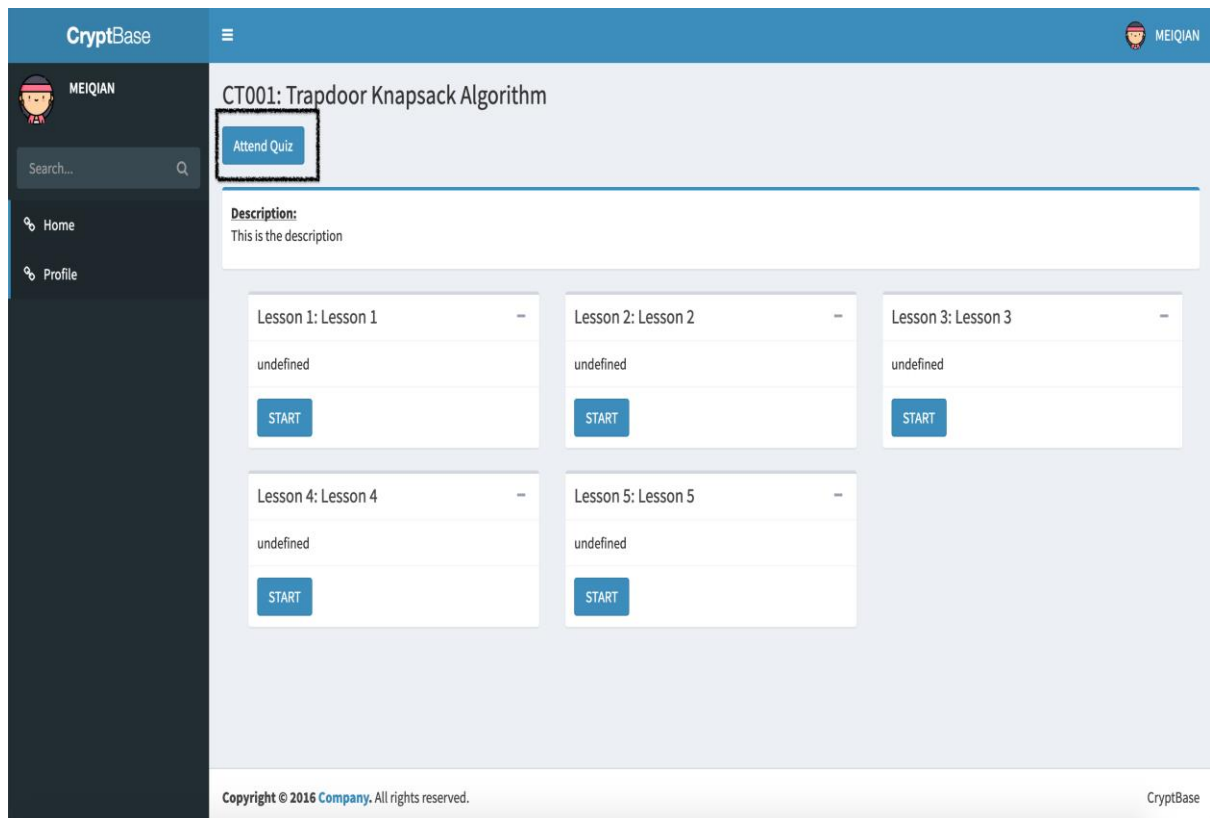 CryptBase
MEIQIAN
MEIQIAN
Search...
Home
Profile
CT001: Trapdoor Knapsack Algorithm
Attend Quiz
Description:
This is the description
Lesson 1: Lesson 1
undefined
START
Lesson 2: Lesson 2
undefined
START
Lesson 3: Lesson 3
undefined
START
Lesson 4: Lesson 4
undefined
START
Lesson 5: Lesson 5
undefined
START
Copyright © 2016 Company. All rights reserved.
CryptBase